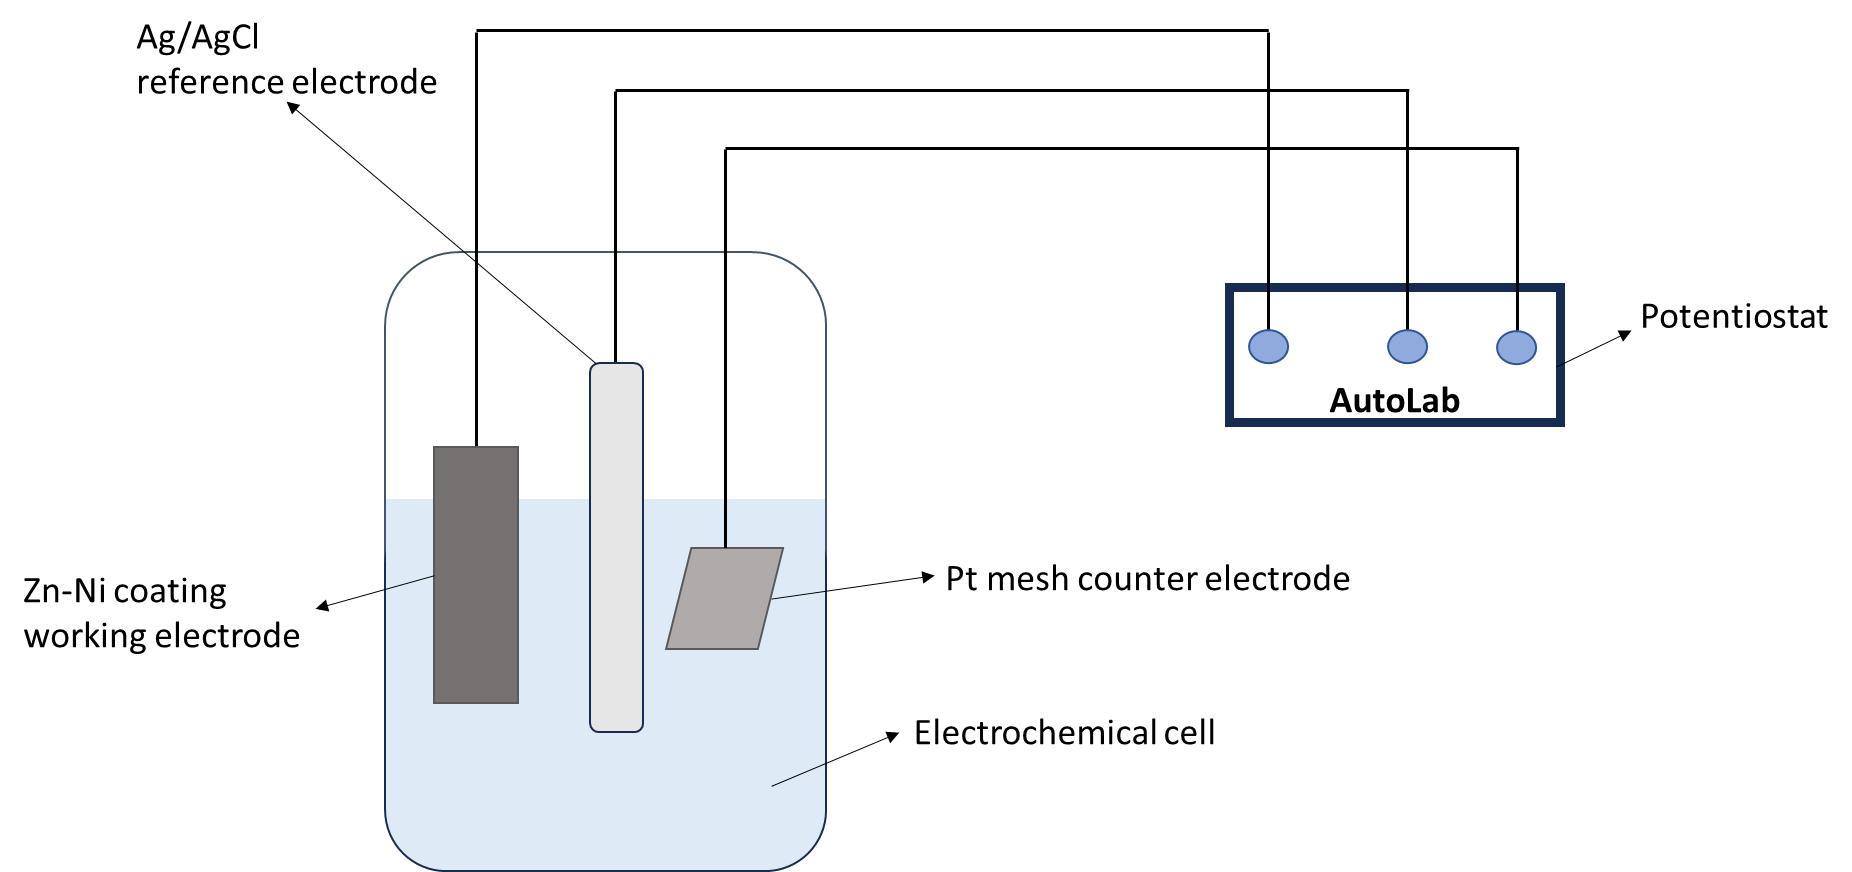 Ag/AgCl
reference electrode
Potentiostat
AutoLab
Zn-Ni coating
working electrode
Pt mesh counter electrode
Electrochemical cell